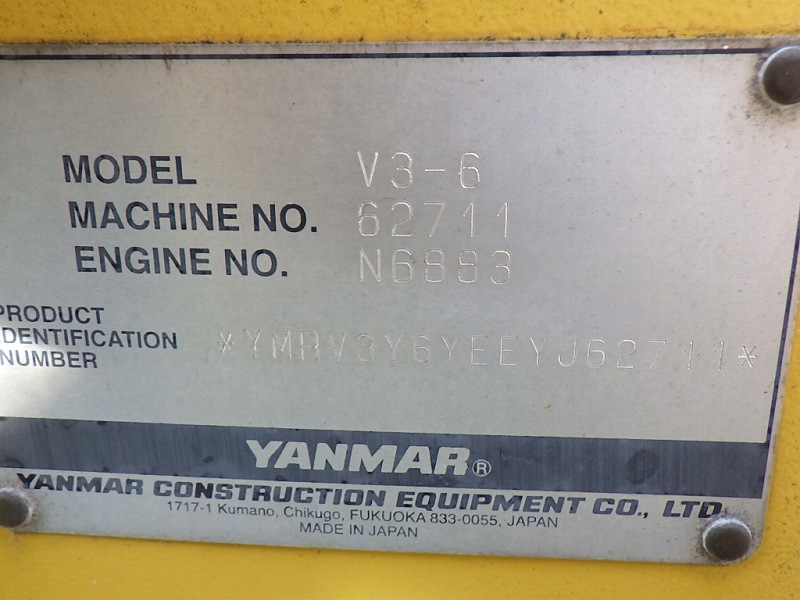 MODEL V3-6
MACHINE NO. 62711
ENGINE NO. N6883
PRODUCT
IDENTIFICATION
NUMBER *YMRV3Y6YEEYJ62711*
YANMAR®
YANMAR CONSTRUCTION EQUIPMENT CO., LTD.
1717-1 Kumano, Chikugo, FUKUOKA 833-0055, JAPAN
MADE IN JAPAN